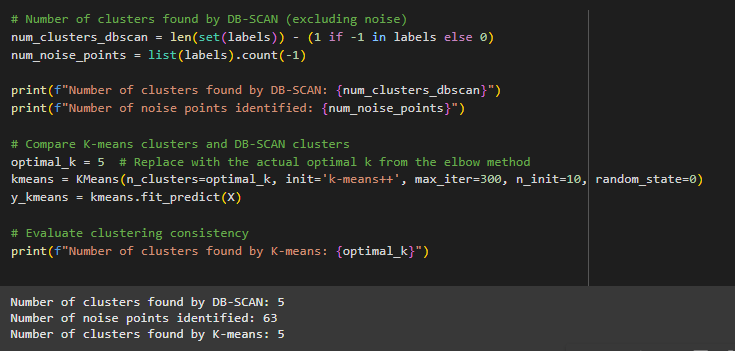 # Number of clusters found by DB-SCAN (excluding noise)
num_clusters_dbscan = len(set(labels)) - (1 if -1 in labels else 0)
num_noise_points = list(labels).count(-1)
print(f"Number of clusters found by DB-SCAN: {num_clusters_dbscan}")
print(f"Number of noise points identified: {num_noise_points}")
# Compare K-means clusters and DB-SCAN clusters
optimal_k = 5  # Replace with the actual optimal k from the elbow method
kmeans = KMeans(n_clusters=optimal_k, init='k-means++', max_iter=300, n_init=10, random_state=0)
y_kmeans = kmeans.fit_predict(X)
# Evaluate clustering consistency
print(f"Number of clusters found by K-means: {optimal_k}")
Number of clusters found by DB-SCAN: 5
Number of noise points identified: 63
Number of clusters found by K-means: 5